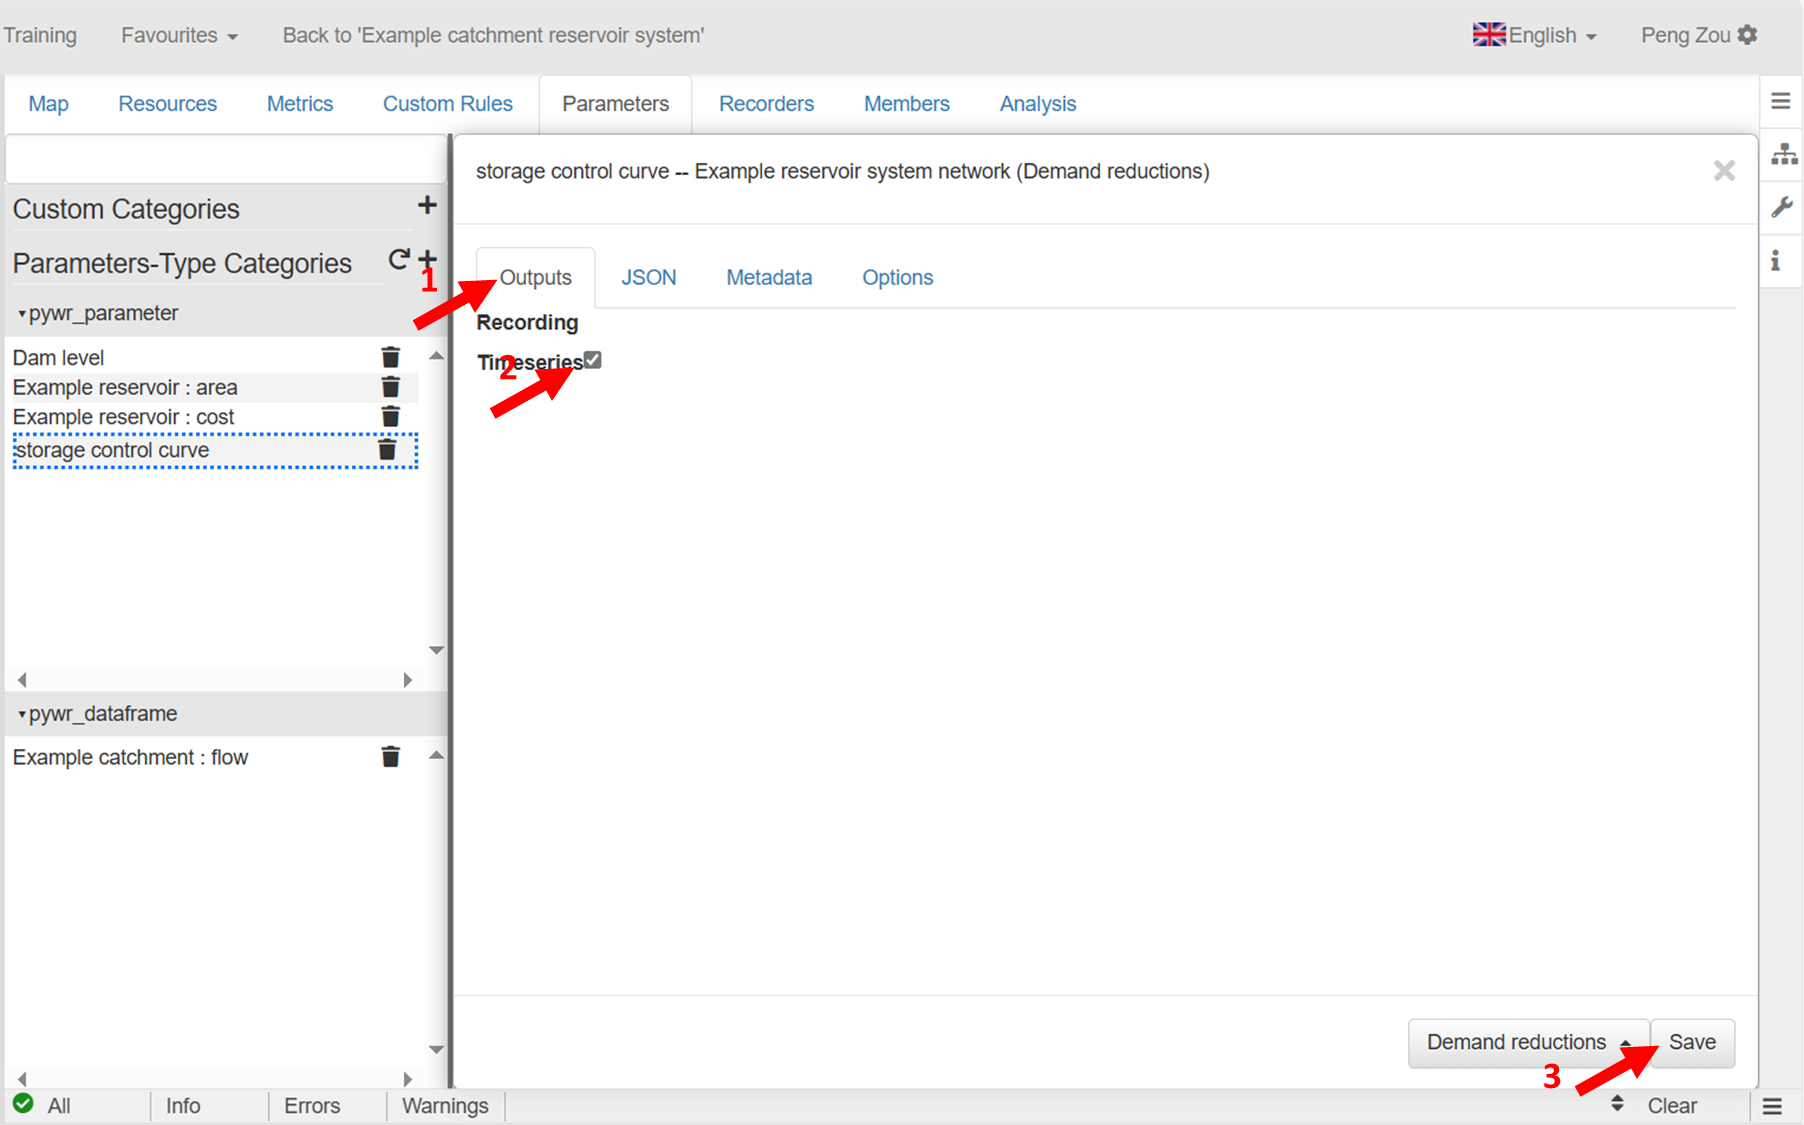 Training Favourites Back to 'Example catchment reservoir system' English Peng Zou
Map Resources Metrics Custom Rules Parameters Recorders Members Analysis
storage control curve -- Example reservoir system network (Demand reductions)
Custom Categories
Parameters-Type Categories
pywr_parameter
Dam level
Example reservoir : area
Example reservoir : cost
storage control curve
pywr_dataframe
Example catchment : flow
1
Outputs JSON Metadata Options
Recording
Timeseries
2
Demand reductions Save
3
All Info Errors Warnings Clear